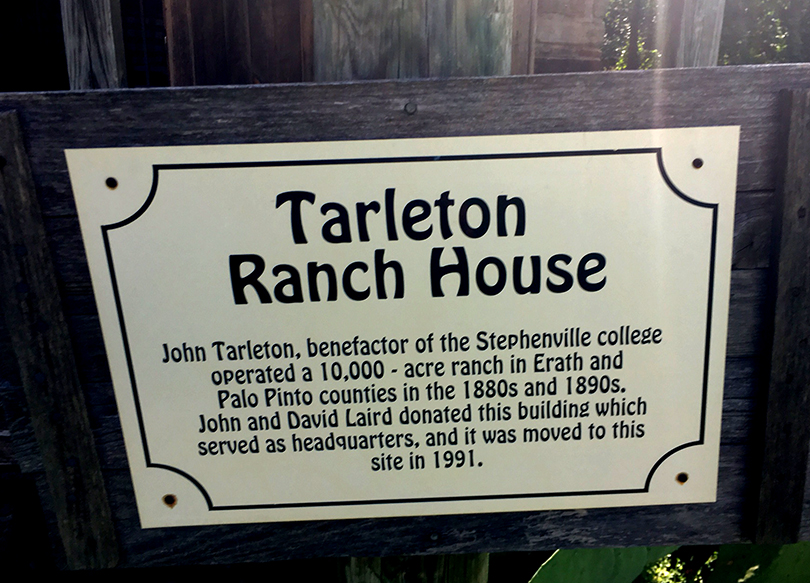 Tarleton
Ranch House
John Tarleton, benefactor of the Stephenville college
operated a 10,000 - acre ranch in Erath and
Palo Pinto counties in the 1880s and 1890s.
John and David Laird donated this building which
served as headquarters, and it was moved to this
site in 1991.